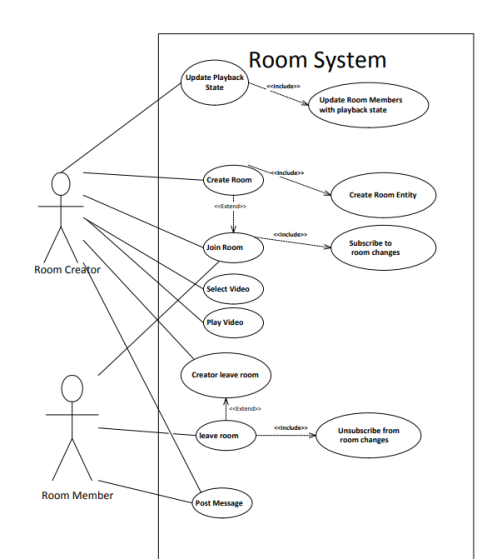 Room System
Update Playback
State
<<Include>>
Update Room Members
with playback state
Create Room
<<Include>>
Create Room Entity
<<Extend>>
Room Creator
Join Room
<<Include>>
Subscribe to
room changes
Select Video
Play Video
Creator leave room
<<Extend>>
leave room
<<Include>>
Unsubscribe from
room changes
Room Member
Post Message